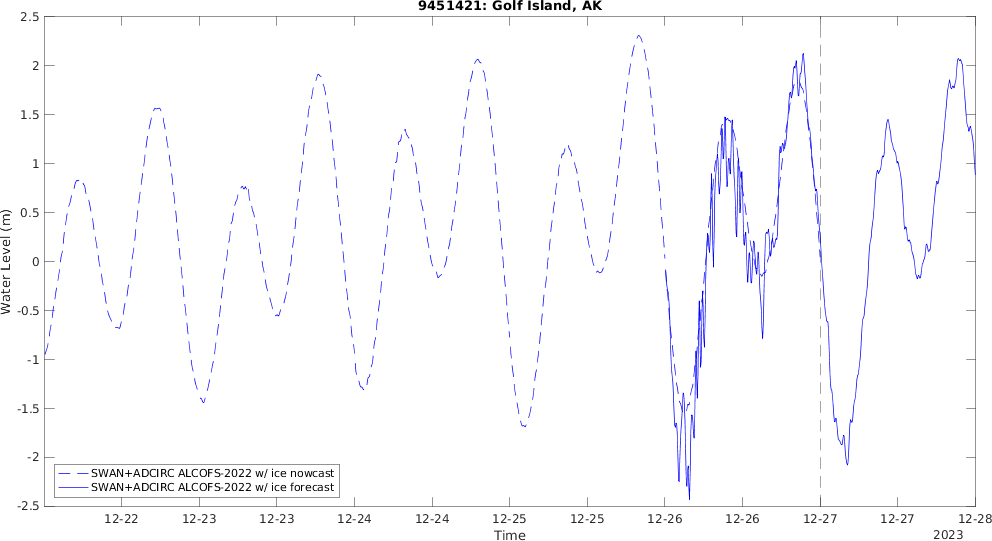 9451421: Golf Island, AK
2.5
2
1.5
1
0.5
0
-0.5
-1
-1.5
-2
-2.5
Water Level (m)
SWAN+ADCIRC ALCOFS-2022 w/ ice nowcast
SWAN+ADCIRC ALCOFS-2022 w/ ice forecast
12-22 12-23 12-23 12-24 12-24 12-25 12-25 12-26 12-26 12-27 12-27 12-28
Time
2023